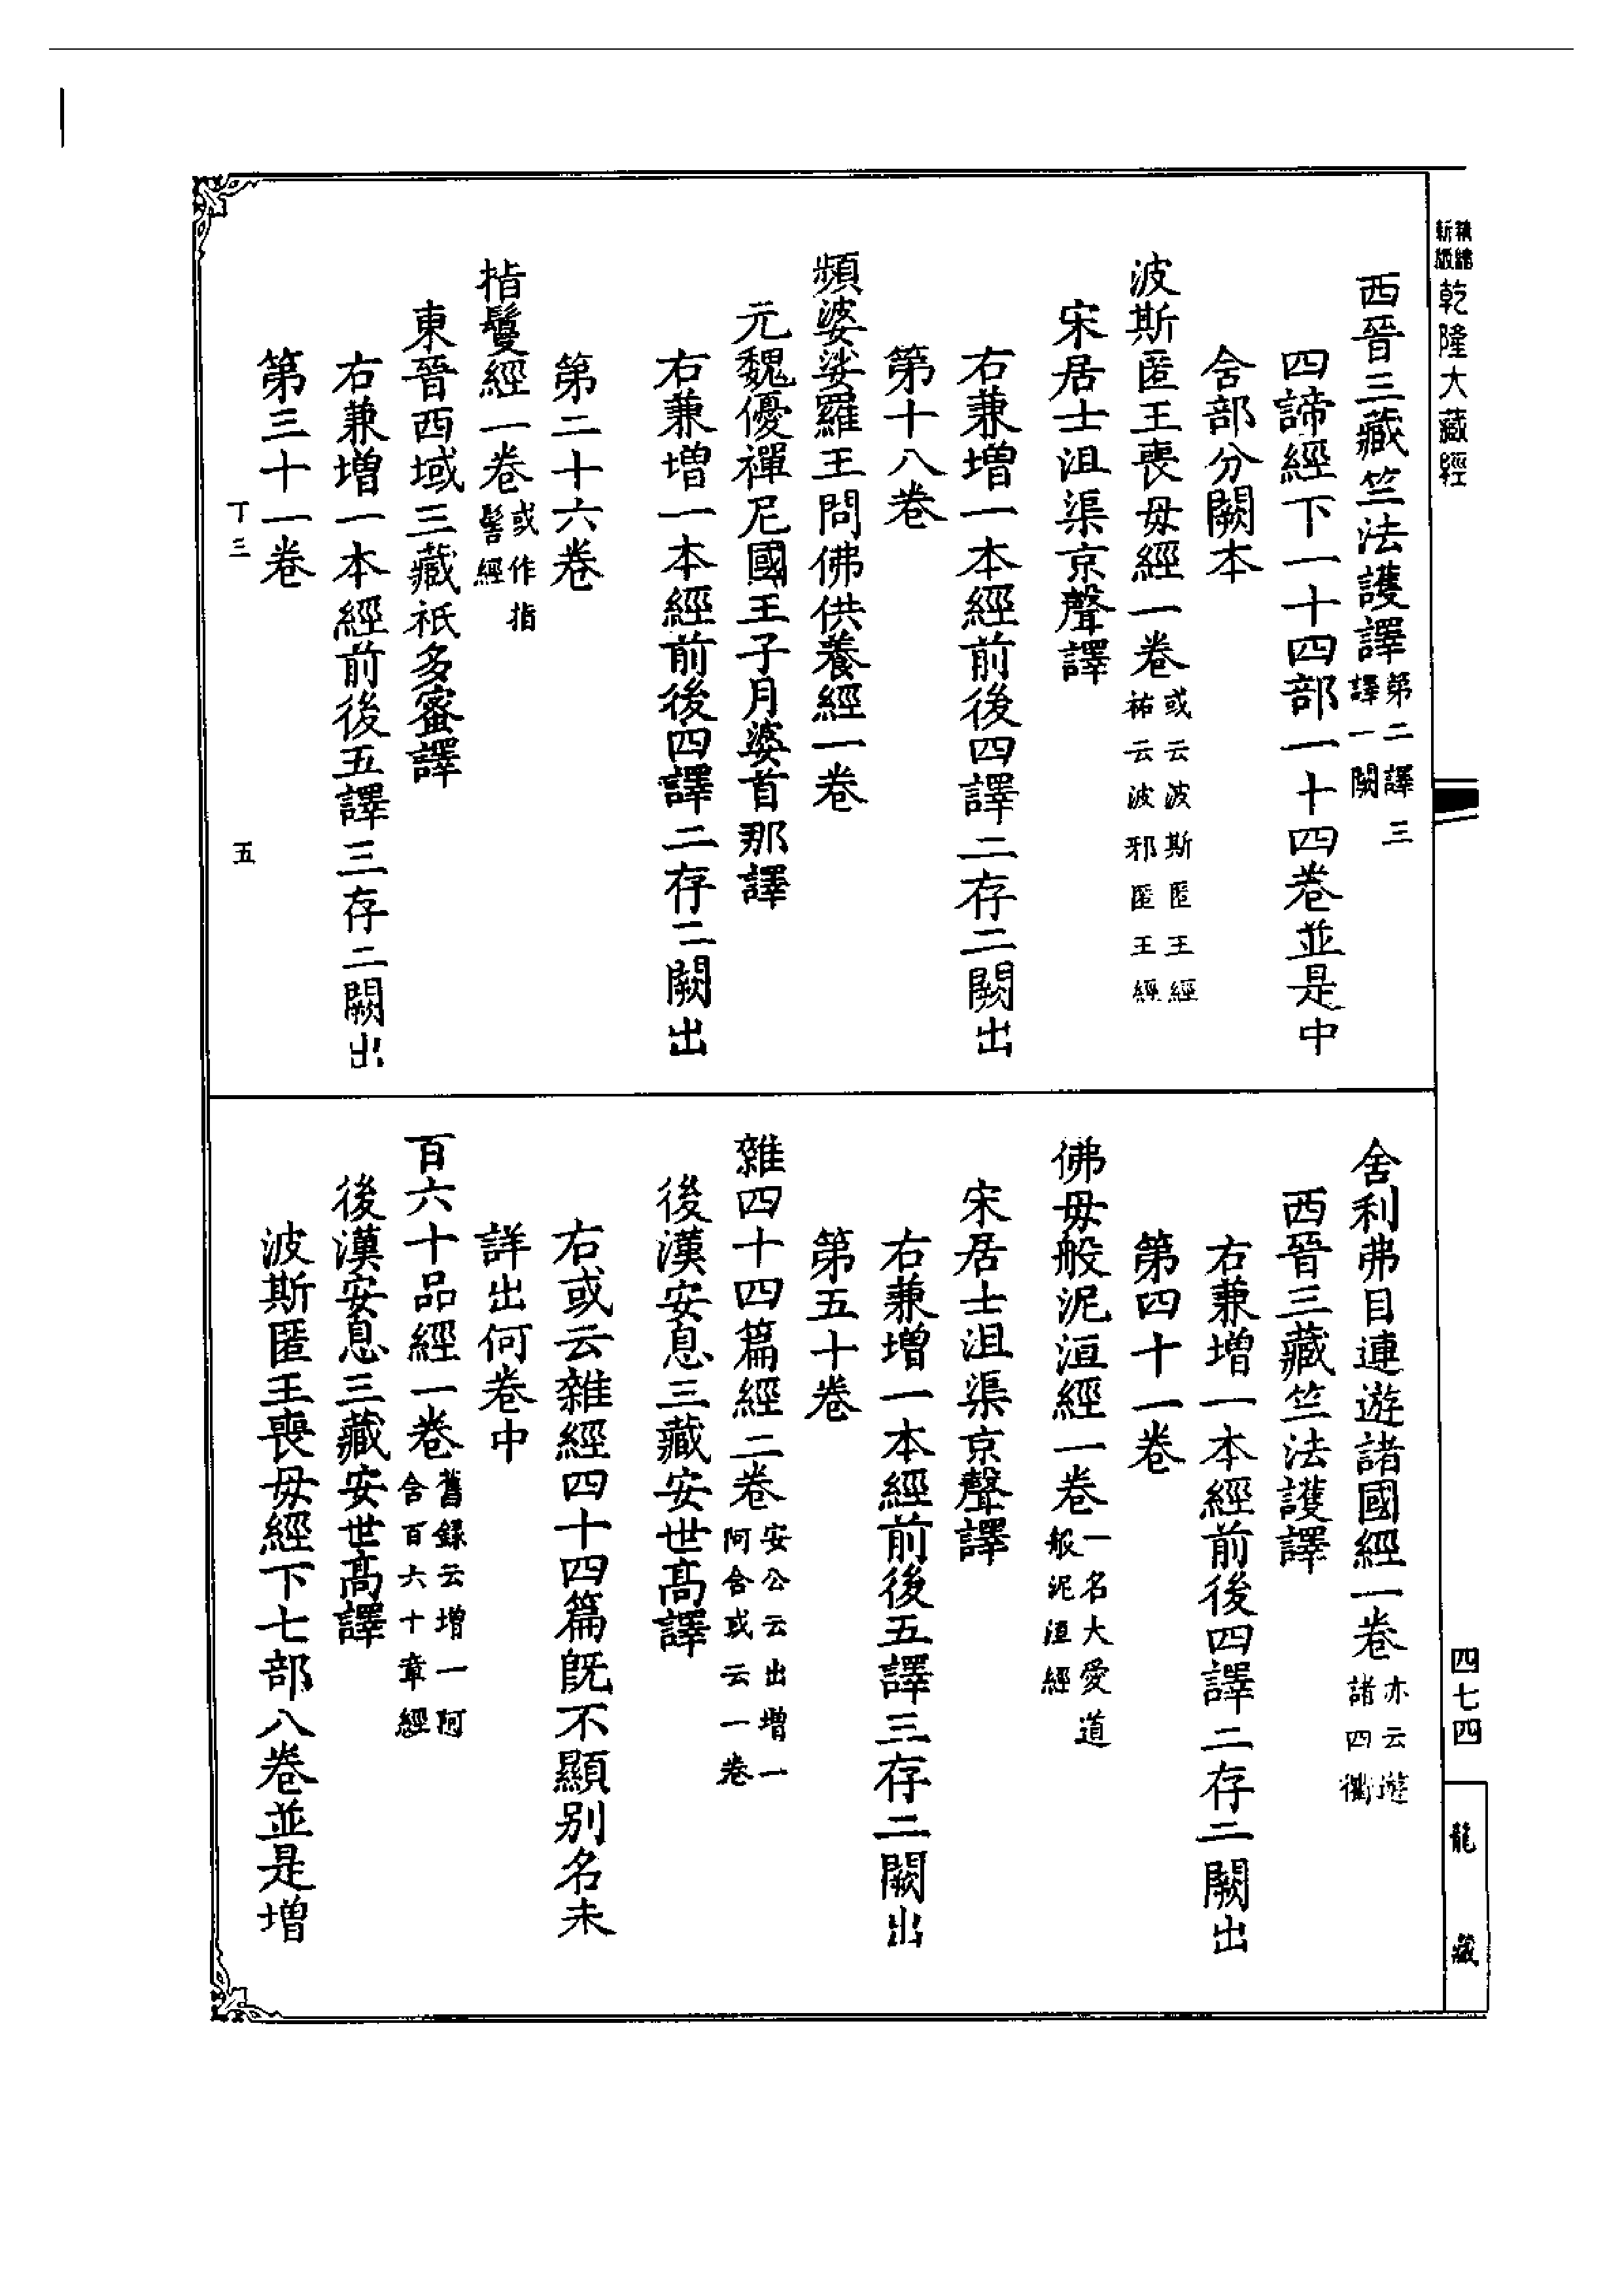 新縮
版
乾隆大藏經
西晉三藏竺法護譯第二譯三
譯一闕
四諦經下一十四部一十四卷並是中
含部分闕本
波斯匿王喪母經一卷或云波斯匿王經
祐云波邪匿王經
宋居士沮渠京聲譯
右兼增一本經前後四譯二存二闕出
第十八卷
頻婆娑羅王問佛供養經一卷
元魏優禪尼國王子月婆首那譯
右兼增一本經前後四譯二存二闕出
第二十六卷
指鬘經一卷或作指
髻經
東晉西域三藏祇多蜜譯
右兼增一本經前後五譯三存二闕出
第三十一卷
丁三
五
舍利弗目連遊諸國經一卷亦云遊
諸四衢
西晉三藏竺法護譯
右兼增一本經前後四譯二存二闕出
第四十一卷
佛母般泥洹經一卷一名大愛道
般泥洹經
宋居士沮渠京聲譯
右兼增一本經前後五譯三存二闕出
第五十卷
雜四十四篇經二卷安公云出增一
阿含或云一卷
後漢安息三藏安世高譯
右或云雜經四十四篇既不顯別名未
詳出何卷中
百六十品經一卷舊錄云增一阿
含百六十章經
後漢安息三藏安世高譯
波斯匿王喪母經下七部八卷並是增
四七四
龍藏